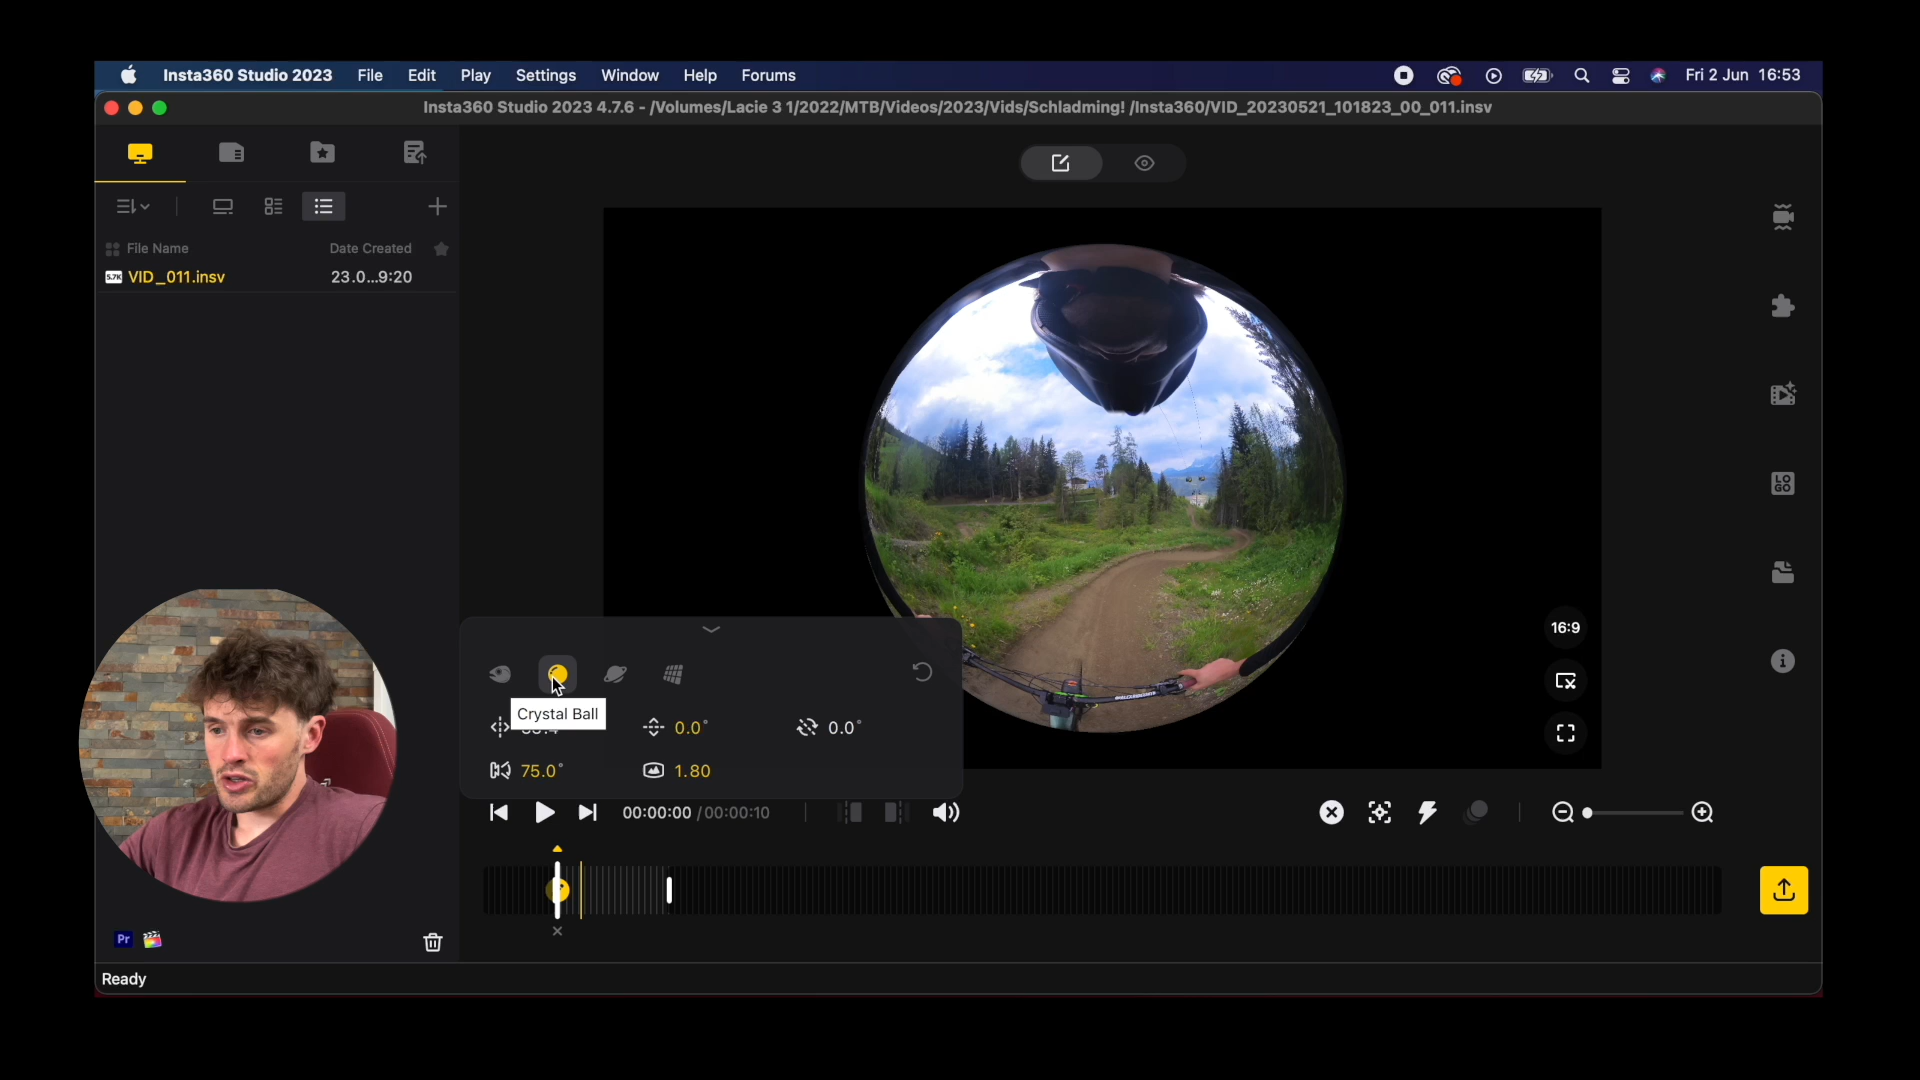 Insta360 Studio 2023 File Edit Play Settings Window Help Forums Fri 2 Jun 16:53
Insta360 Studio 2023 4.7.6 - /Volumes/Lacie 3 1/2022/MTB/Videos/2023/Vids/Schladming! /Insta360/VID_20230521_101823_00_011.insv
File Name Date Created
5.7K VID_011.insv 23.0...9:20
LOGO
16:9
Crystal Ball
0.0° 0.0°
75.0° 1.80
00:00:00 / 00:00:10
Pr
Ready